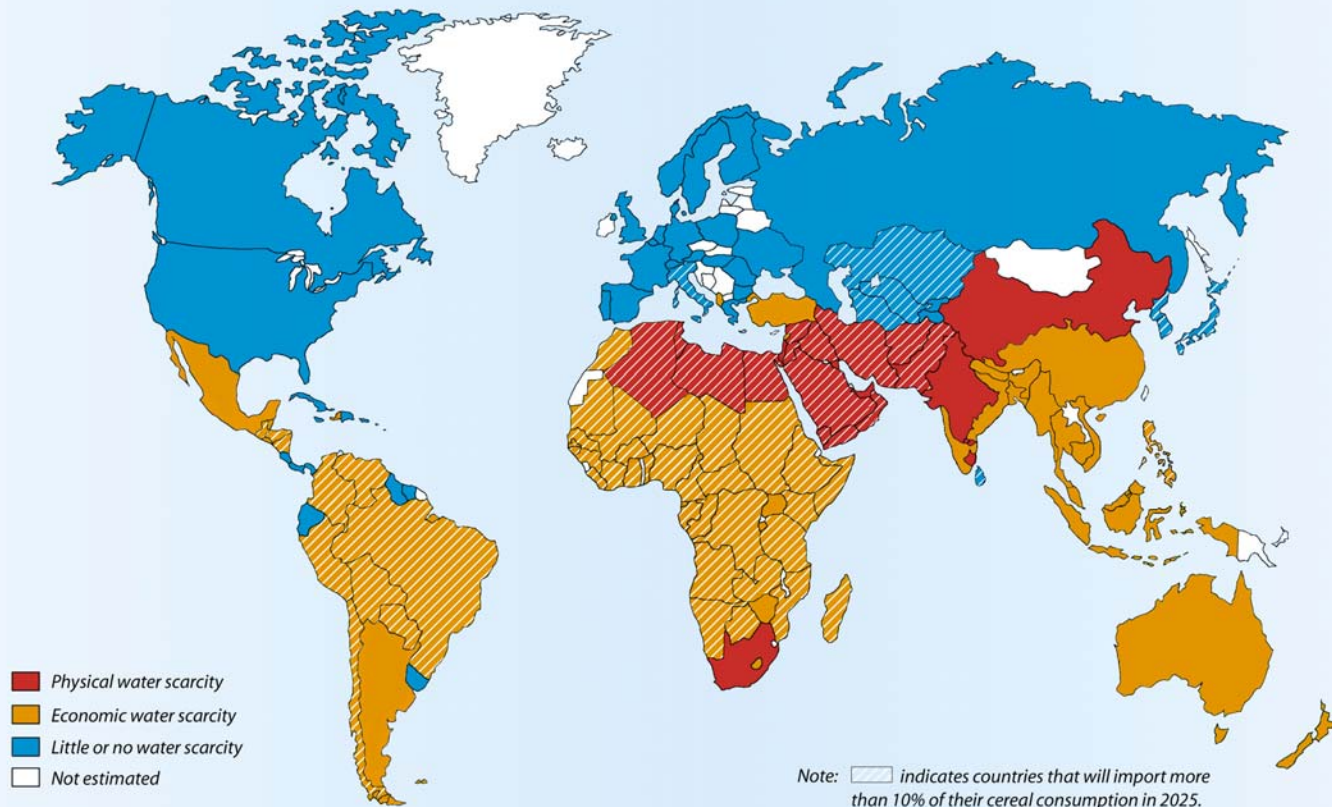 Physical water scarcity
Economic water scarcity
Little or no water scarcity
Not estimated
Note: indicates countries that will import more
than 10% of their cereal consumption in 2025.